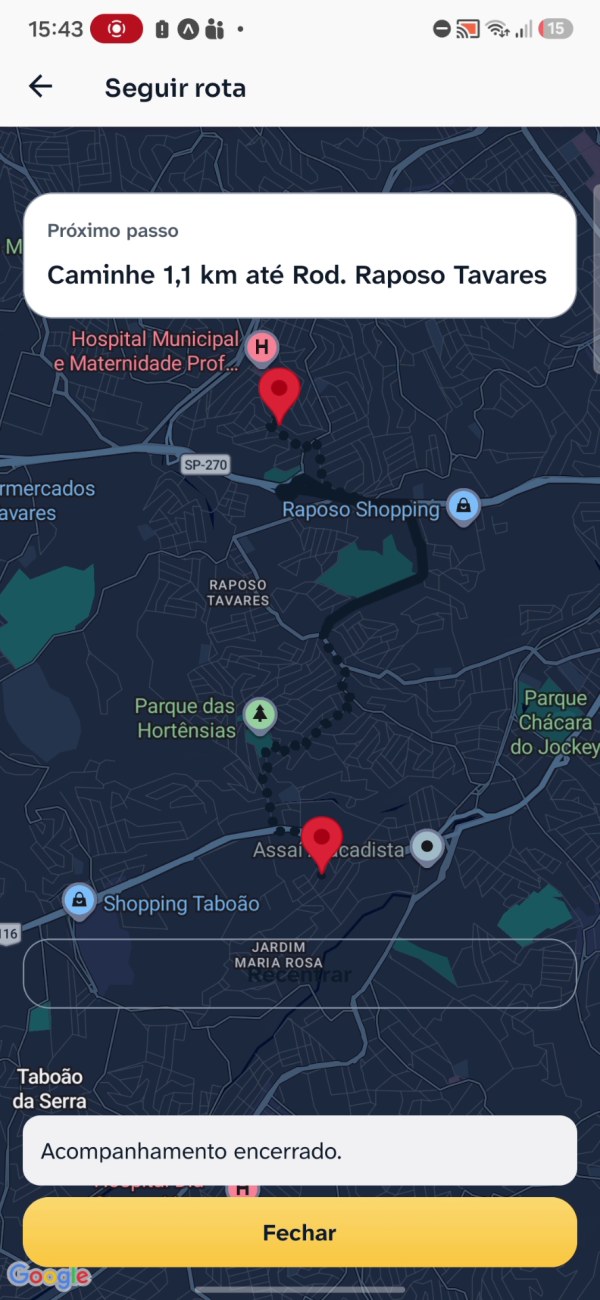 15:43
15
Seguir rota
M
Próximo passo
Caminhe 1,1 km até Rod. Raposo Tavares
Hospital Municipal
e Maternidade Prof...
H
SP-270
rmercados
avares
Raposo Shopping
RAPOSO
TAVARES
Parque das
Hortênsias
Parque
Chácara
do Jockey
Assaí
acadista
Shopping Taboão
116
JARDIM
MARIA ROSA
Recentrar
Taboão
da Serra
Acompanhamento encerrado.
H
Fechar
Google